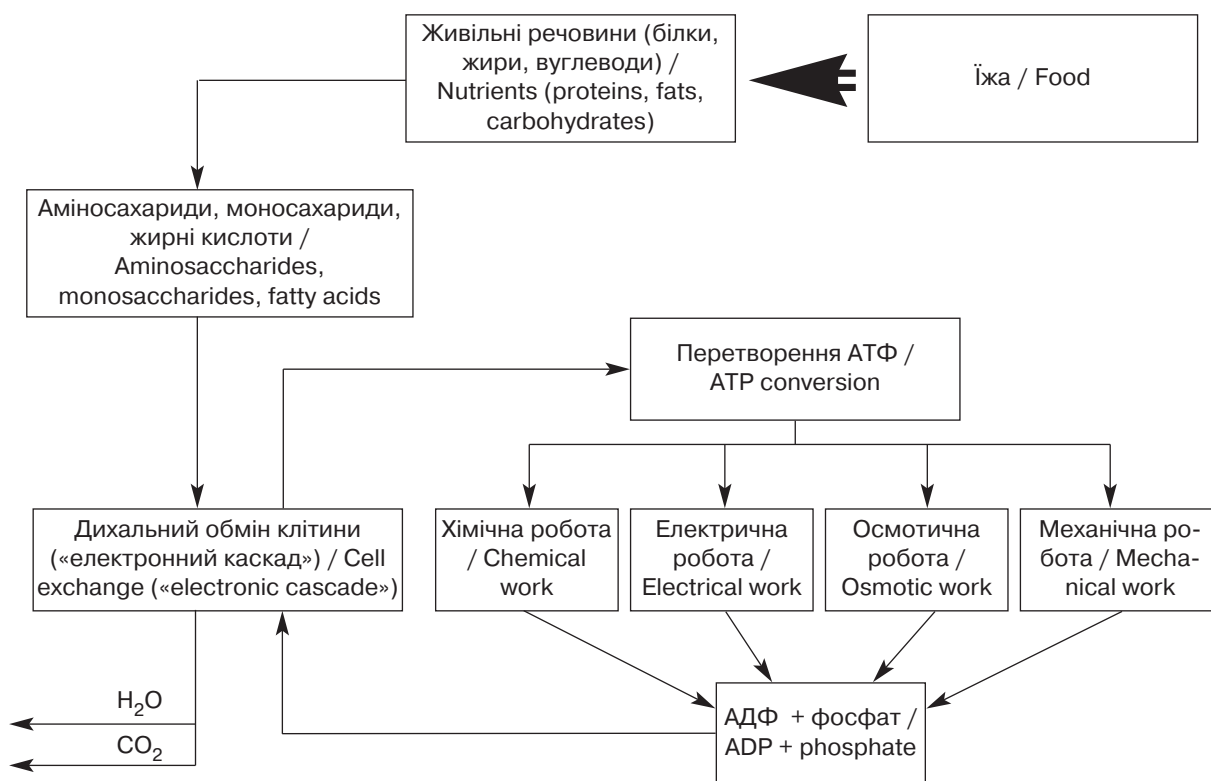 Живільні речовини (білки,
жири, вуглеводи) /
Nutrients (proteins, fats,
carbohydrates)
Їжа / Food
Аміносахариди, моносахариди,
жирні кислоти /
Aminosaccharides,
monosaccharides, fatty acids
Перетворення АТФ /
ATP conversion
Дихальний обмін клітини
(«електронний каскад») / Cell
exchange («electronic cascade»)
Хімічна робота
/ Chemical
work
Електрична
робота /
Electrical work
Осмотична
робота /
Osmotic work
Механічна ро-
бота / Mecha-
nical work
H₂O
CO₂
АДФ + фосфат /
ADP + phosphate